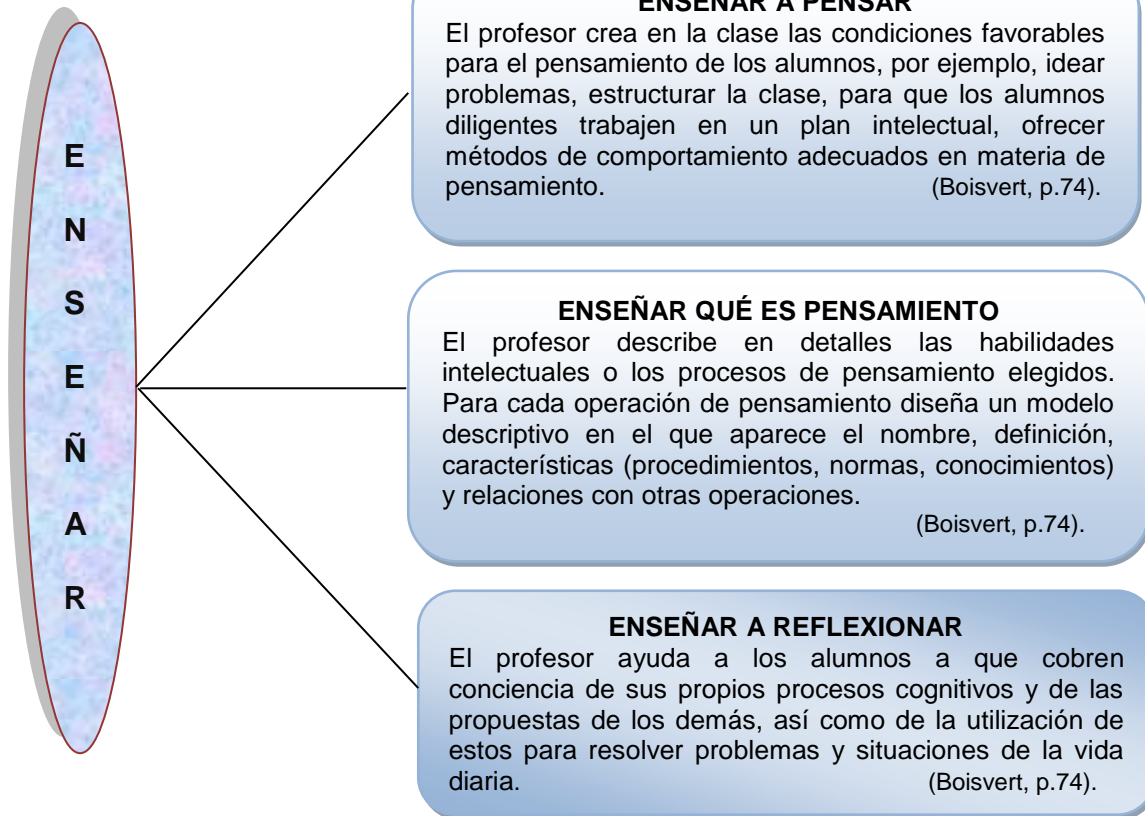 E
N
S
E
Ñ
A
R
ENSEÑAR A PENSAR
El profesor crea en la clase las condiciones favorables
para el pensamiento de los alumnos, por ejemplo, idear
problemas, estructurar la clase, para que los alumnos
diligentes trabajen en un plan intelectual, ofrecer
métodos de comportamiento adecuados en materia de
pensamiento. (Boisvert, p.74).
ENSEÑAR QUÉ ES PENSAMIENTO
El profesor describe en detalles las habilidades
intelectuales o los procesos de pensamiento elegidos.
Para cada operación de pensamiento diseña un modelo
descriptivo en el que aparece el nombre, definición,
características (procedimientos, normas, conocimientos)
y relaciones con otras operaciones.
(Boisvert, p.74).
ENSEÑAR A REFLEXIONAR
El profesor ayuda a los alumnos a que cobren
conciencia de sus propios procesos cognitivos y de las
propuestas de los demás, así como de la utilización de
estos para resolver problemas y situaciones de la vida
diaria. (Boisvert, p.74).